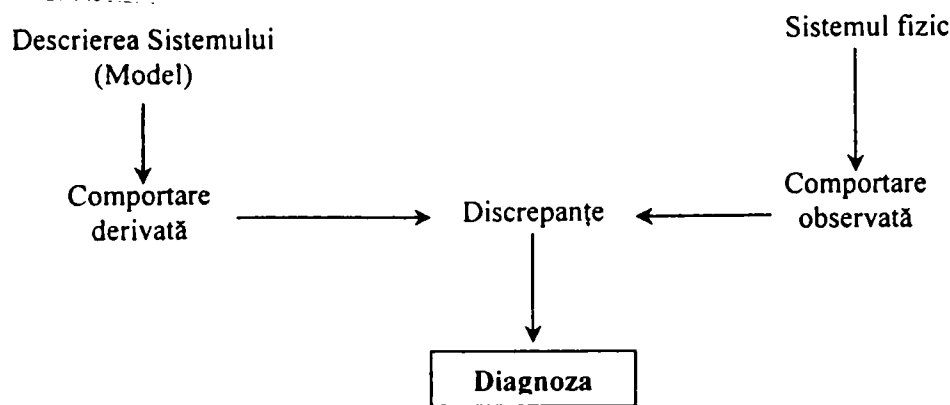 Descrierea Sistemului
(Model)
Sistemul fizic
Comportare
derivată
Discrepanțe
Comportare
observată
Diagnoza